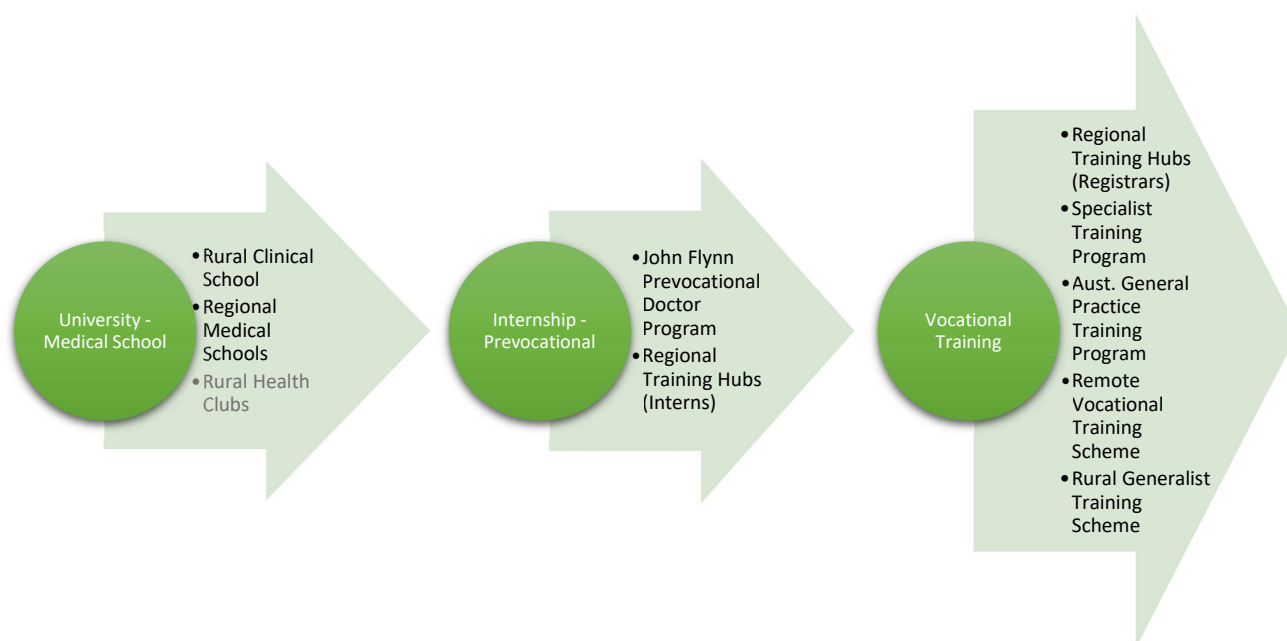 University -
Medical School
•Rural Clinical
School
•Regional
Medical
Schools
•Rural Health
Clubs
Internship -
Prevocational
•John Flynn
Prevocational
Doctor
Program
•Regional
Training Hubs
(Interns)
Vocational
Training
•Regional
Training Hubs
(Registrars)
•Specialist
Training
Program
•Aust. General
Practice
Training
Program
•Remote
Vocational
Training
Scheme
•Rural Generalist
Training
Scheme